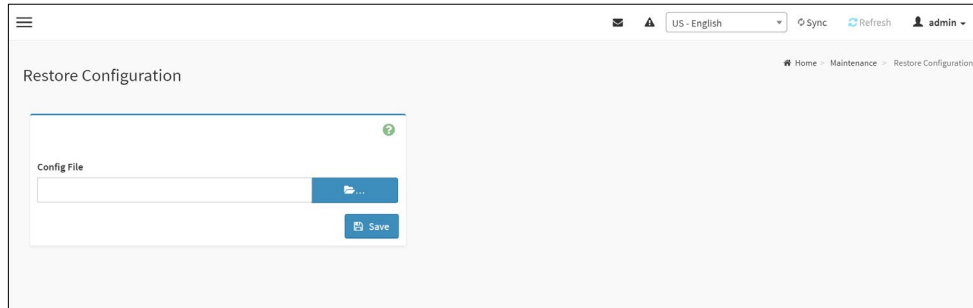 US - English Sync Refresh admin
Restore Configuration
Home > Maintenance > Restore Configuration
?
Config File
...
Save